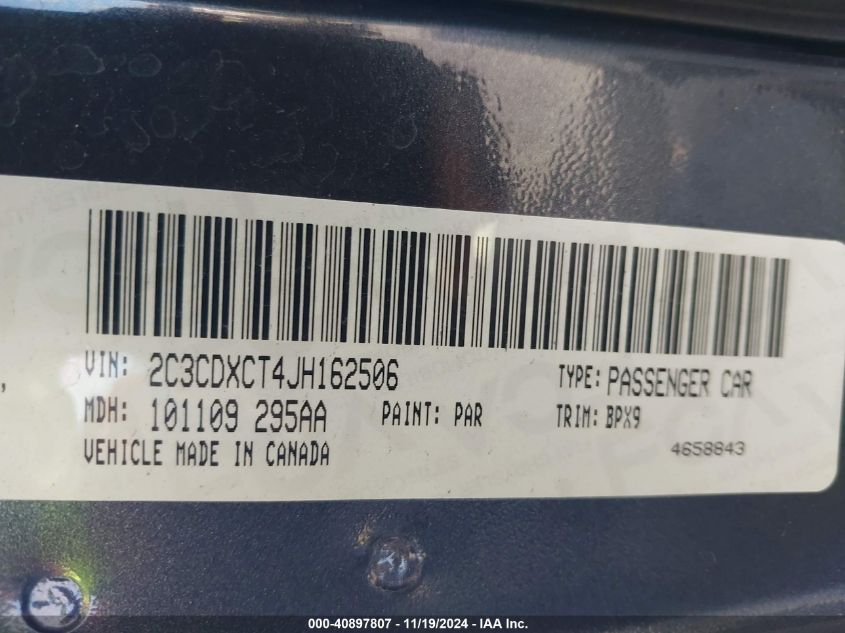 VIN: 2C3CDXCT4JH162506 TYPE: PASSENGER CAR
MDH: 101109 295AA PAINT: PAR TRIM: BPX9
VEHICLE MADE IN CANADA 4658843
000-40897807 - 11/19/2024 - IAA Inc.